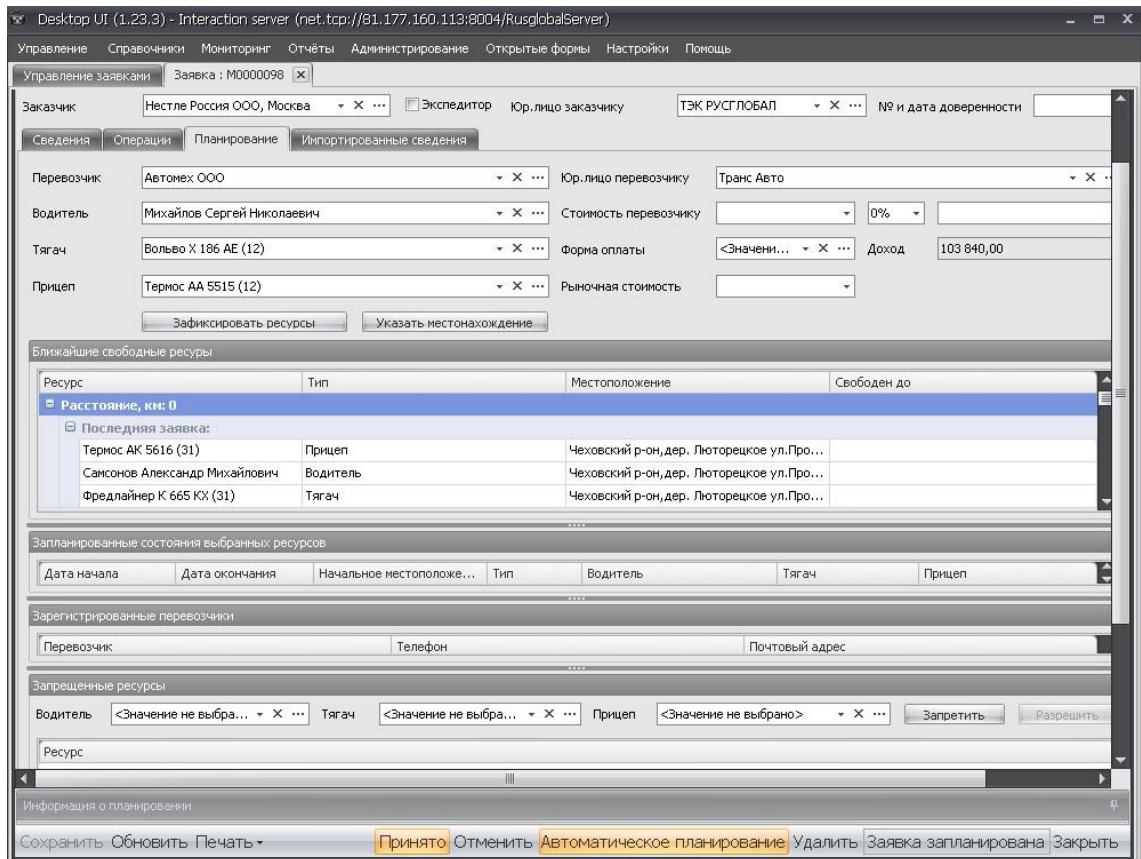 Desktop UI (1.23.3) - Interaction server (net.tcp://81.177.160.113:8004/RusglobalServer)
Управление Справочники Мониторинг Отчёты Администрирование Открытые формы Настройки Помощь
Управление заявками Заявка : M0000098
Заказчик Нестле Россия ООО, Москва Экспедитор Юр.лицо заказчику ТЭК РУСГЛОБАЛ № и дата доверенности
Сведения Операции Планирование Импортированные сведения
Перевозчик Автомех ООО Юр.лицо перевозчику Транс Авто
Водитель Михайлов Сергей Николаевич Стоимость перевозчику 0%
Тягач Вольво Х 186 АЕ (12) Форма оплаты <Значени... Доход 103 840,00
Прицеп Термос АА 5515 (12) Рыночная стоимость
Зафиксировать ресурсы Указать местонахождение
Ближайшие свободные ресуры
Ресурс Тип Местоположение Свободен до
Расстояние, км: 0
Последняя заявка:
Термос АК 5616 (31) Прицеп Чеховский р-он,дер. Люторецкое ул.Про...
Самсонов Александр Михайлович Водитель Чеховский р-он,дер. Люторецкое ул.Про...
Фредлайнер К 665 КХ (31) Тягач Чеховский р-он,дер. Люторецкое ул.Про...
Запланированные состояния выбранных ресурсов
Дата начала Дата окончания Начальное местоположе... Тип Водитель Тягач Прицеп
Зарегистрированные перевозчики
Перевозчик Телефон Почтовый адрес
Запрещенные ресурсы
Водитель <Значение не выбра... Тягач <Значение не выбра... Прицеп <Значение не выбрано> Запретить Разрешить
Ресурс
Информация о планировании
Сохранить Обновить Печать Принято Отменить Автоматическое планирование Удалить Заявка запланирована Закрыть